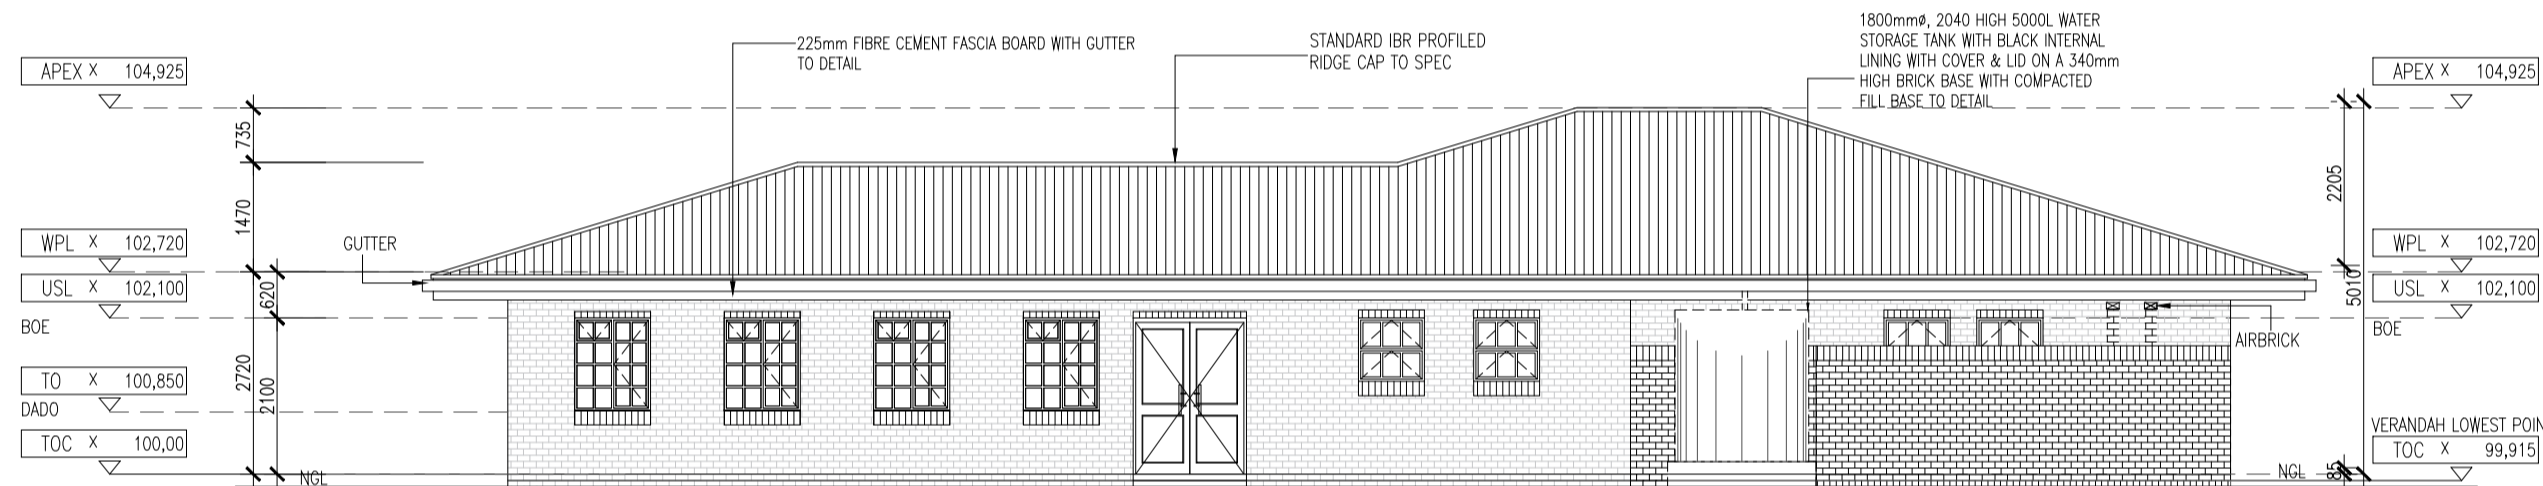 1800mmø, 2040 HIGH 5000L WATER
STORAGE TANK WITH BLACK INTERNAL
LINING WITH COVER & LID ON A 340mm
HIGH BRICK BASE WITH COMPACTED
FILL BASE TO DETAIL
225mm FIBRE CEMENT FASCIA BOARD WITH GUTTER
TO DETAIL
STANDARD IBR PROFILED
RIDGE CAP TO SPEC
APEX X 104,925
735
1470
WPL X 102,720
GUTTER
USL X 102,100
620
BOE
2720
2100
TO X 100,850
DADO
TOC X 100,00
NGL
APEX X 104,925
2205
WPL X 102,720
5010
USL X 102,100
BOE
AIRBRICK
VERANDAH LOWEST POIN
TOC X 99,915
NGL
85